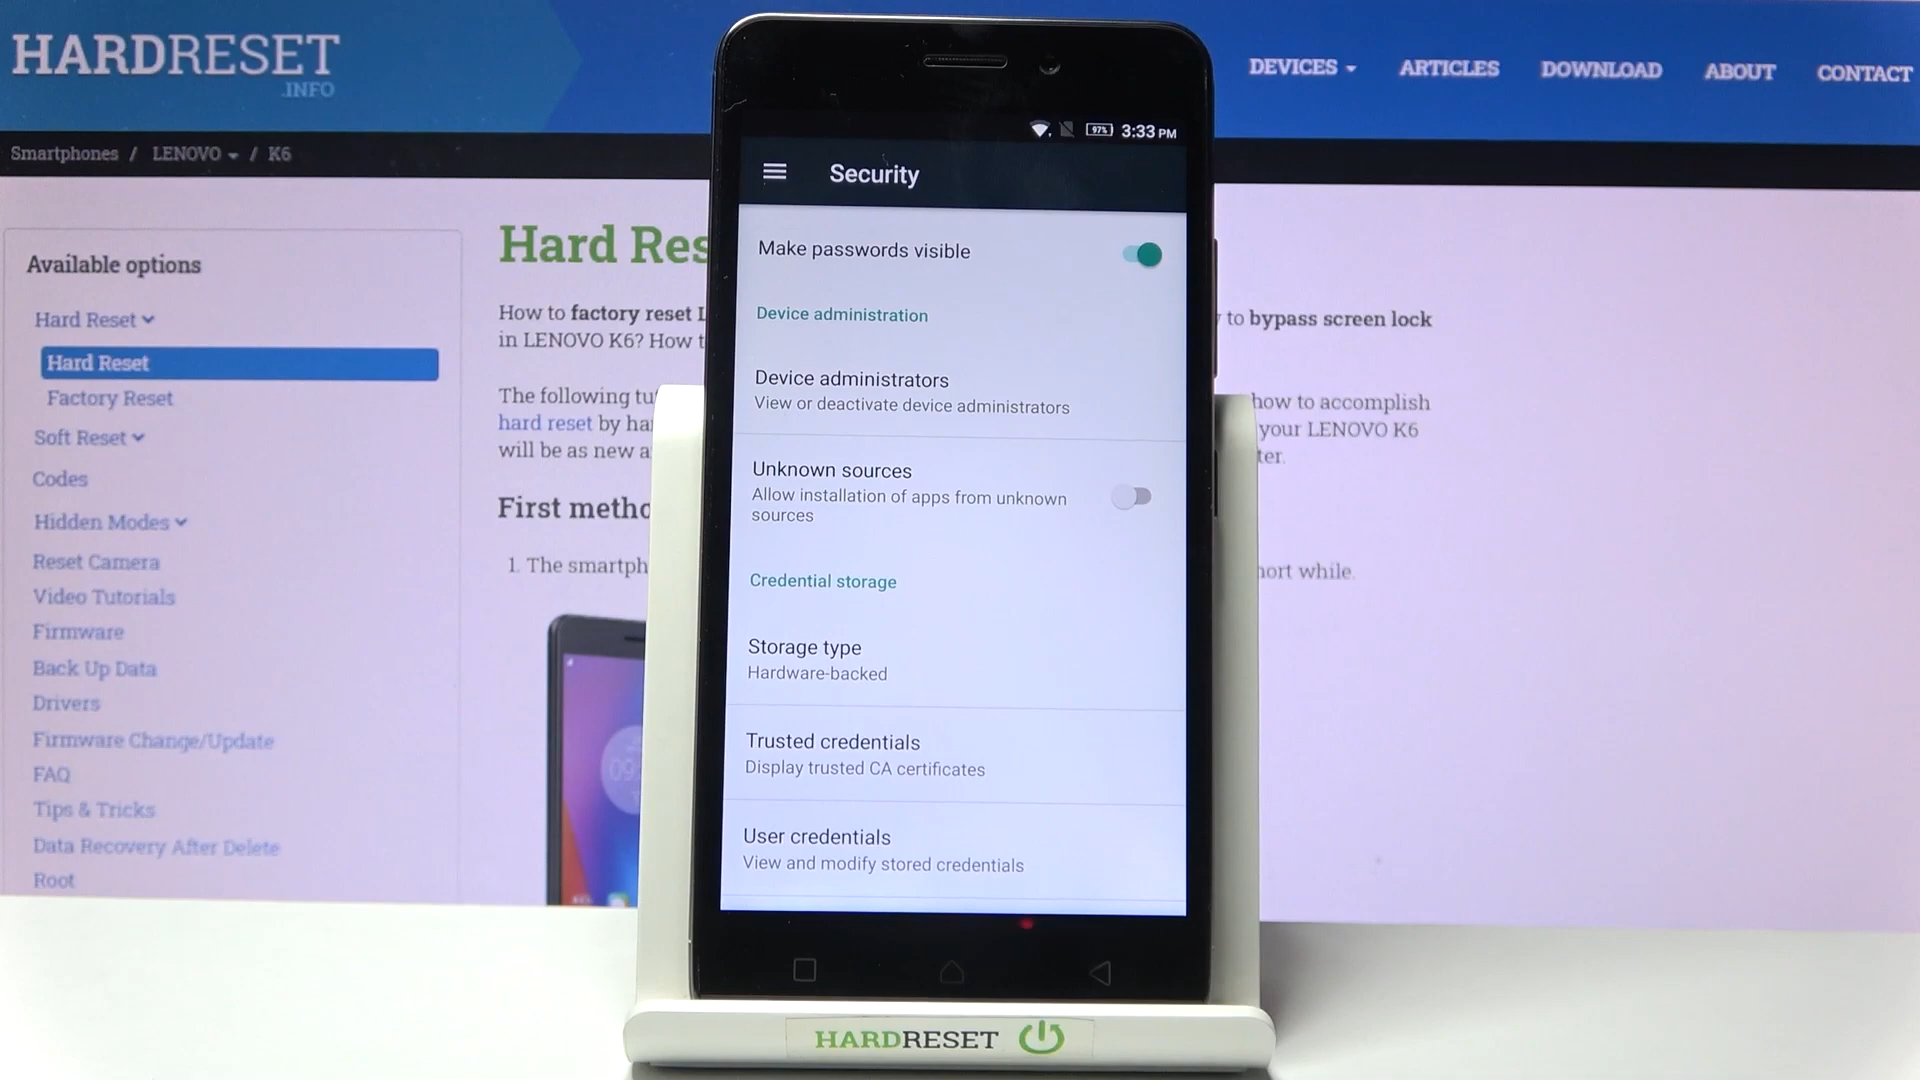 HARDRESET
.INFO
DEVICES
ARTICLES
DOWNLOAD
ABOUT
CONTACT
Smartphones / LENOVO / K6
Available options
Hard Reset
Hard Reset
Factory Reset
Soft Reset
Codes
Hidden Modes
Reset Camera
Video Tutorials
Firmware
Back Up Data
Drivers
Firmware Change/Update
FAQ
Tips & Tricks
Data Recovery After Delete
Root
Hard Res
How to factory reset L
to bypass screen lock
in LENOVO K6? How t
The following tu
how to accomplish
hard reset by ha
your LENOVO K6
will be as new a
ter.
First metho
1. The smartph
hort while.
97%
3:33 PM
Security
Make passwords visible
Device administration
Device administrators
View or deactivate device administrators
Unknown sources
Allow installation of apps from unknown
sources
Credential storage
Storage type
Hardware-backed
Trusted credentials
Display trusted CA certificates
User credentials
View and modify stored credentials
HARDRESET